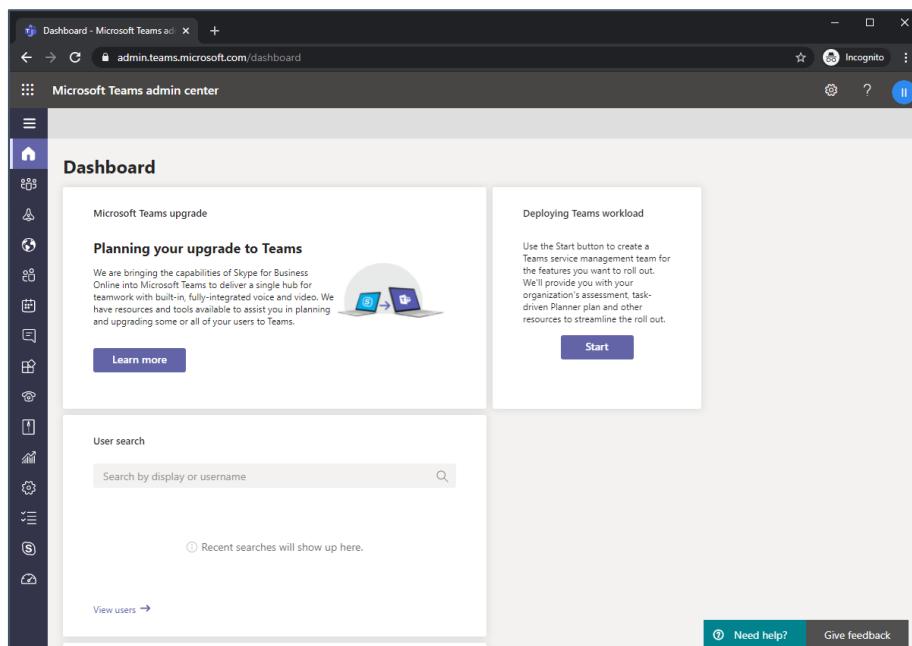 Dashboard - Microsoft Teams ad
admin.teams.microsoft.com/dashboard
Incognito
Microsoft Teams admin center
?
II
Dashboard
Microsoft Teams upgrade
Planning your upgrade to Teams
We are bringing the capabilities of Skype for Business
Online into Microsoft Teams to deliver a single hub for
teamwork with built-in, fully-integrated voice and video. We
have resources and tools available to assist you in planning
and upgrading some or all of your users to Teams.
Learn more
Deploying Teams workload
Use the Start button to create a
Teams service management team for
the features you want to roll out.
We'll provide you with your
organization's assessment, task-
driven Planner plan and other
resources to streamline the roll out.
Start
User search
Search by display or username
Recent searches will show up here.
View users
Need help?
Give feedback